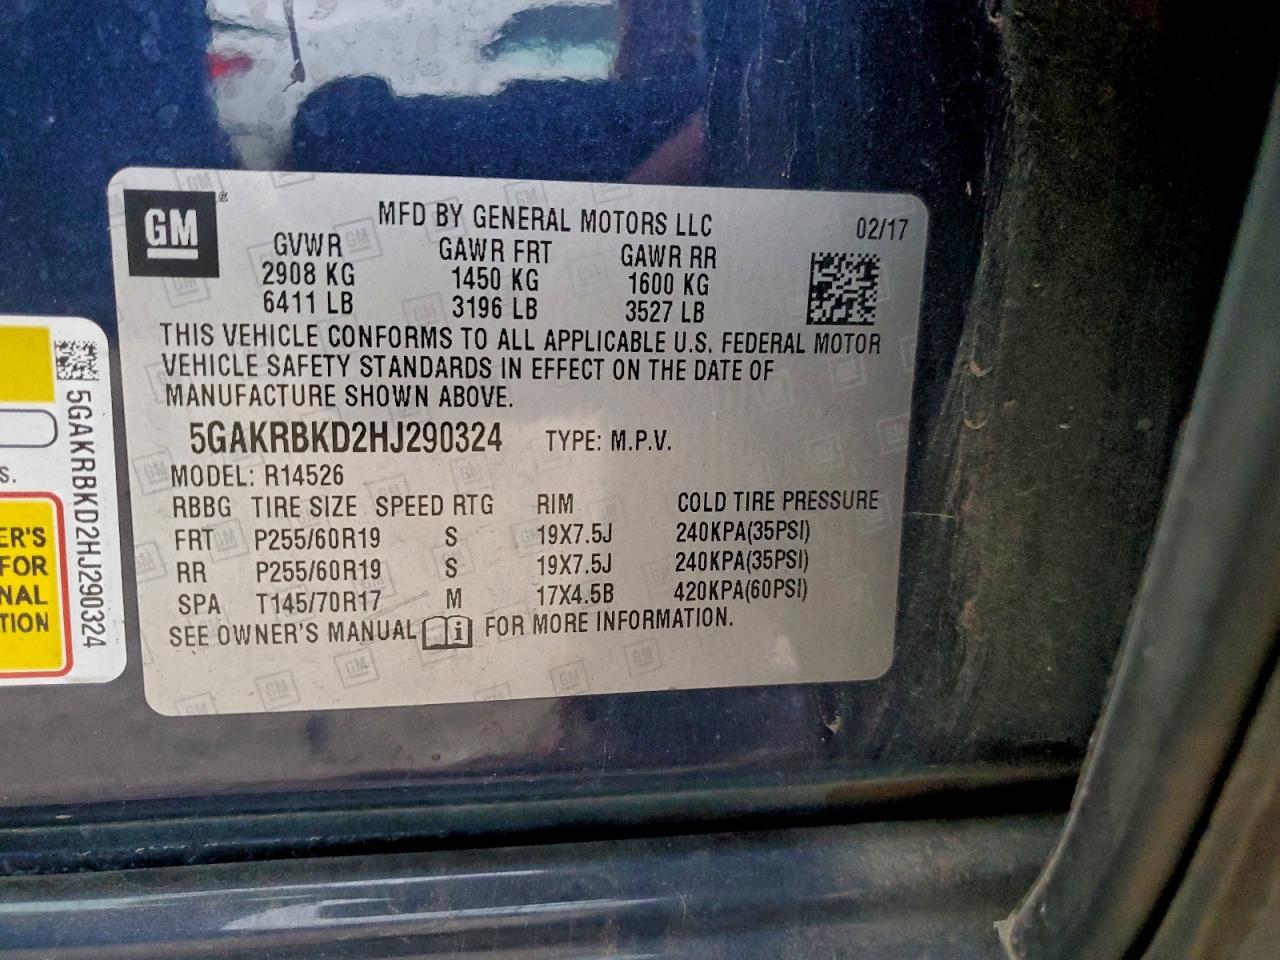 GM
MFD BY GENERAL MOTORS LLC 02/17
GVWR GAWR FRT GAWR RR
2908 KG 1450 KG 1600 KG
6411 LB 3196 LB 3527 LB
THIS VEHICLE CONFORMS TO ALL APPLICABLE U.S. FEDERAL MOTOR
VEHICLE SAFETY STANDARDS IN EFFECT ON THE DATE OF
MANUFACTURE SHOWN ABOVE.
5GAKRBKD2HJ290324 TYPE: M.P.V.
MODEL: R14526
RBBG TIRE SIZE SPEED RTG RIM COLD TIRE PRESSURE
FRT P255/60R19 S 19X7.5J 240KPA(35PSI)
RR P255/60R19 S 19X7.5J 240KPA(35PSI)
SPA T145/70R17 M 17X4.5B 420KPA(60PSI)
SEE OWNER'S MANUAL FOR MORE INFORMATION.
5GAKRBKD2HJ290324
S.
ER'S
FOR
NAL
TION